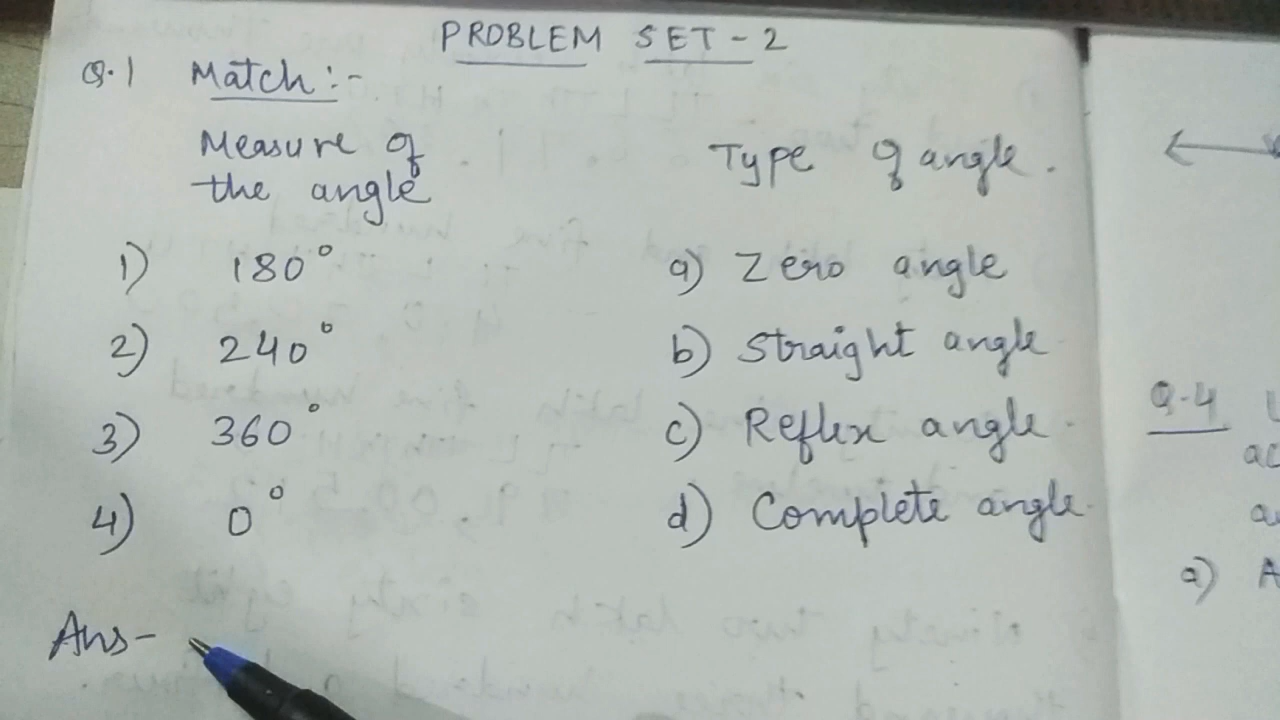 PROBLEM SET - 2
Q.1 Match :-
Measure of the angle
Type of angle.
1) 180°
a) Zero angle
2) 240°
b) Straight angle
3) 360°
c) Reflex angle.
4) 0°
d) Complete angle.
Ans-
Q.4
a)